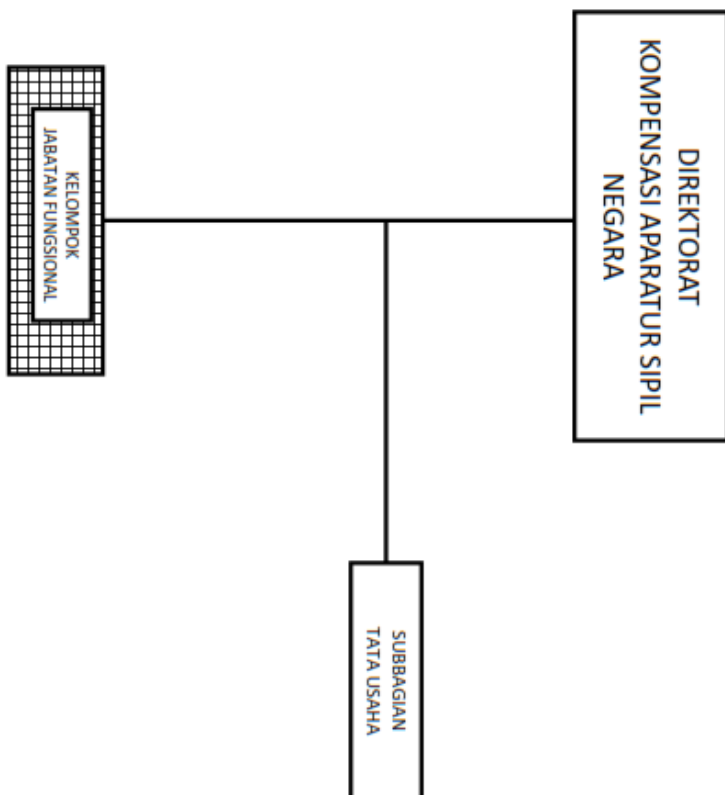 DIREKTORAT
KOMPENSASI APARATUR SIPIL
NEGARA
SUBBAGIAN
TATA USAHA
KELOMPOK
JABATAN FUNGSIONAL